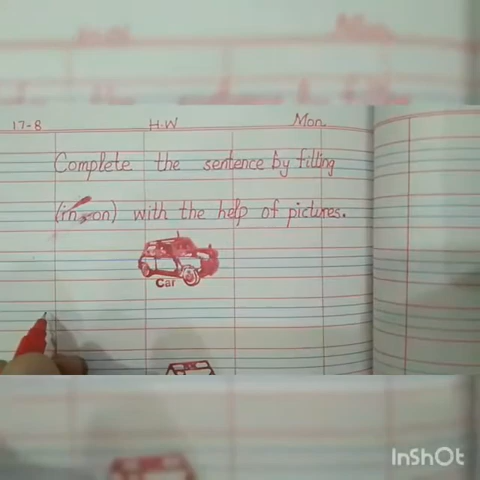 17-8 H.W Mon.
Complete the sentence by filling
(in, on) with the help of pictures.
Car
InShOt